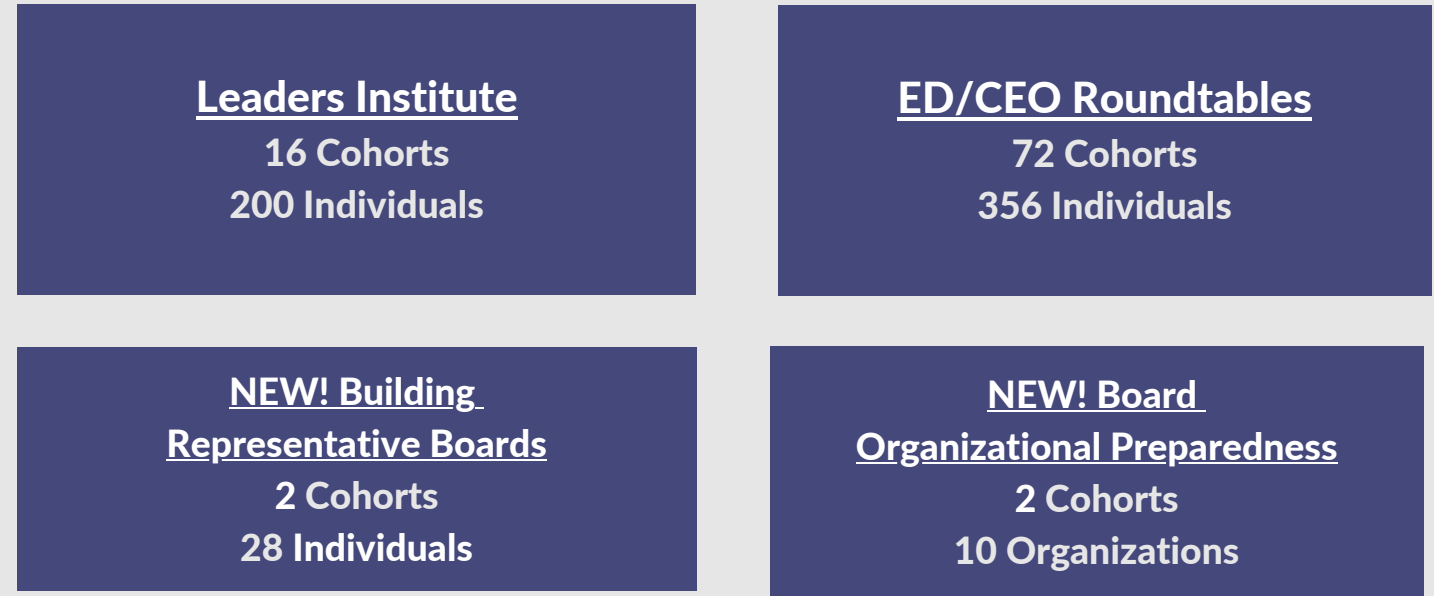 Leaders Institute
16 Cohorts
200 Individuals
ED/CEO Roundtables
72 Cohorts
356 Individuals
NEW! Building
Representative Boards
2 Cohorts
28 Individuals
NEW! Board
Organizational Preparedness
2 Cohorts
10 Organizations